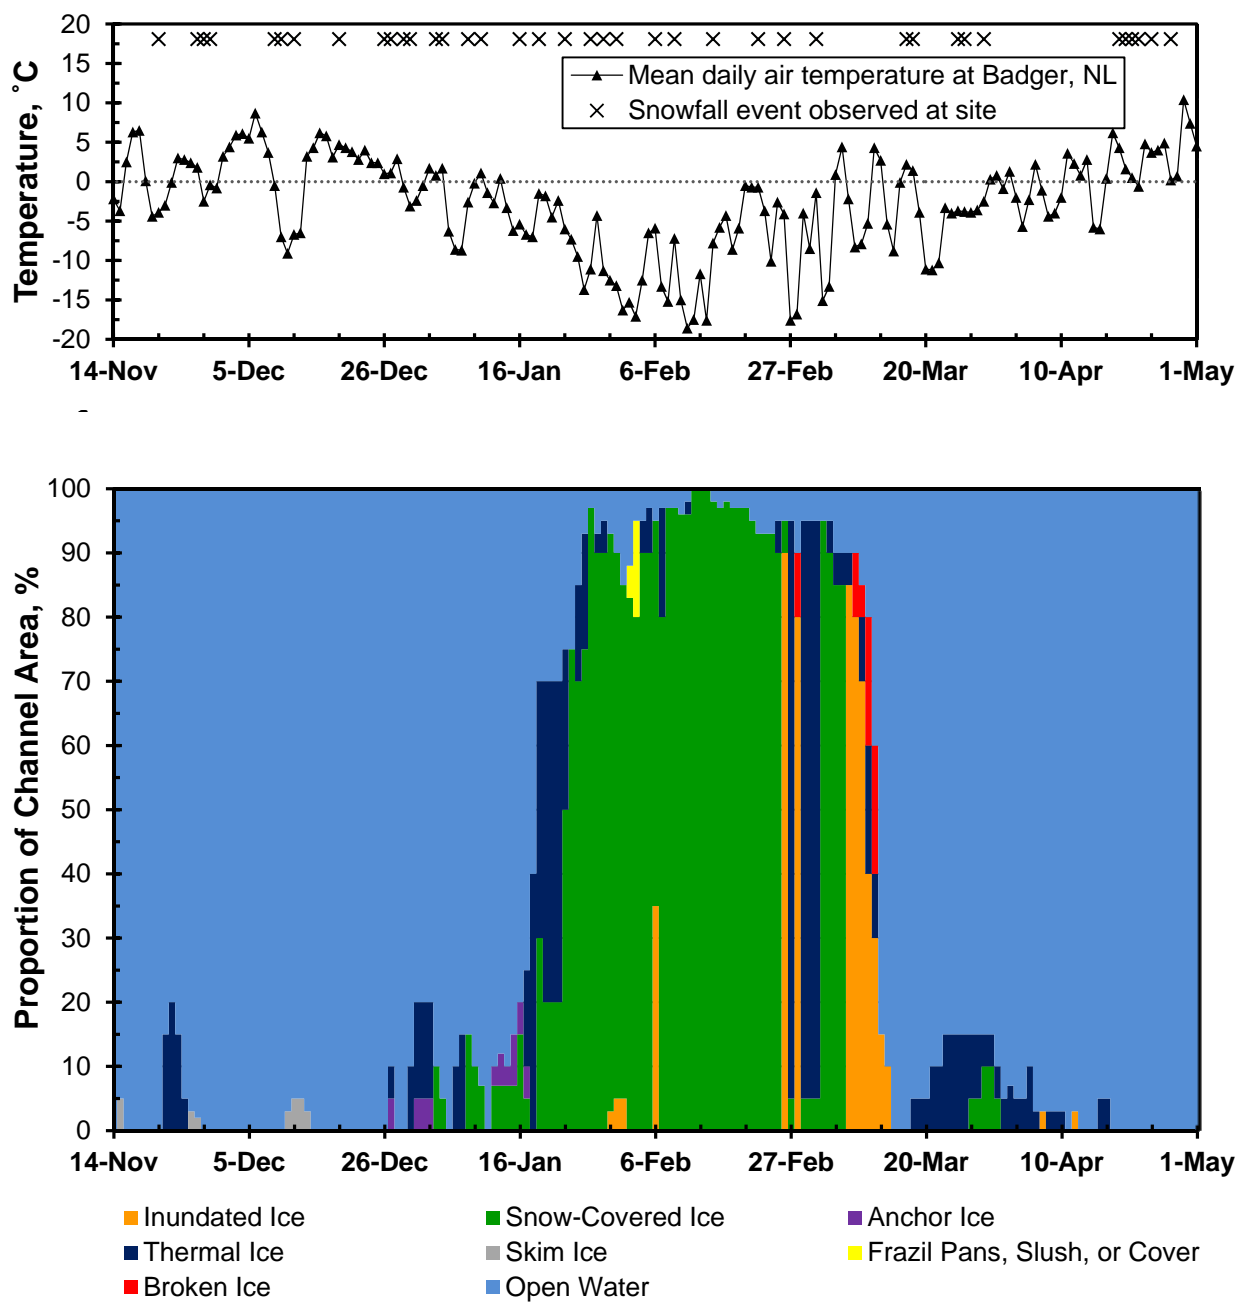 20
15
10
5
0
-5
-10
-15
-20
Temperature, ˚C
Mean daily air temperature at Badger, NL
Snowfall event observed at site
14-Nov 5-Dec 26-Dec 16-Jan 6-Feb 27-Feb 20-Mar 10-Apr 1-May
100
90
80
70
60
50
40
30
20
10
0
Proportion of Channel Area, %
14-Nov 5-Dec 26-Dec 16-Jan 6-Feb 27-Feb 20-Mar 10-Apr 1-May
Inundated Ice Snow-Covered Ice Anchor Ice
Thermal Ice Skim Ice Frazil Pans, Slush, or Cover
Broken Ice Open Water